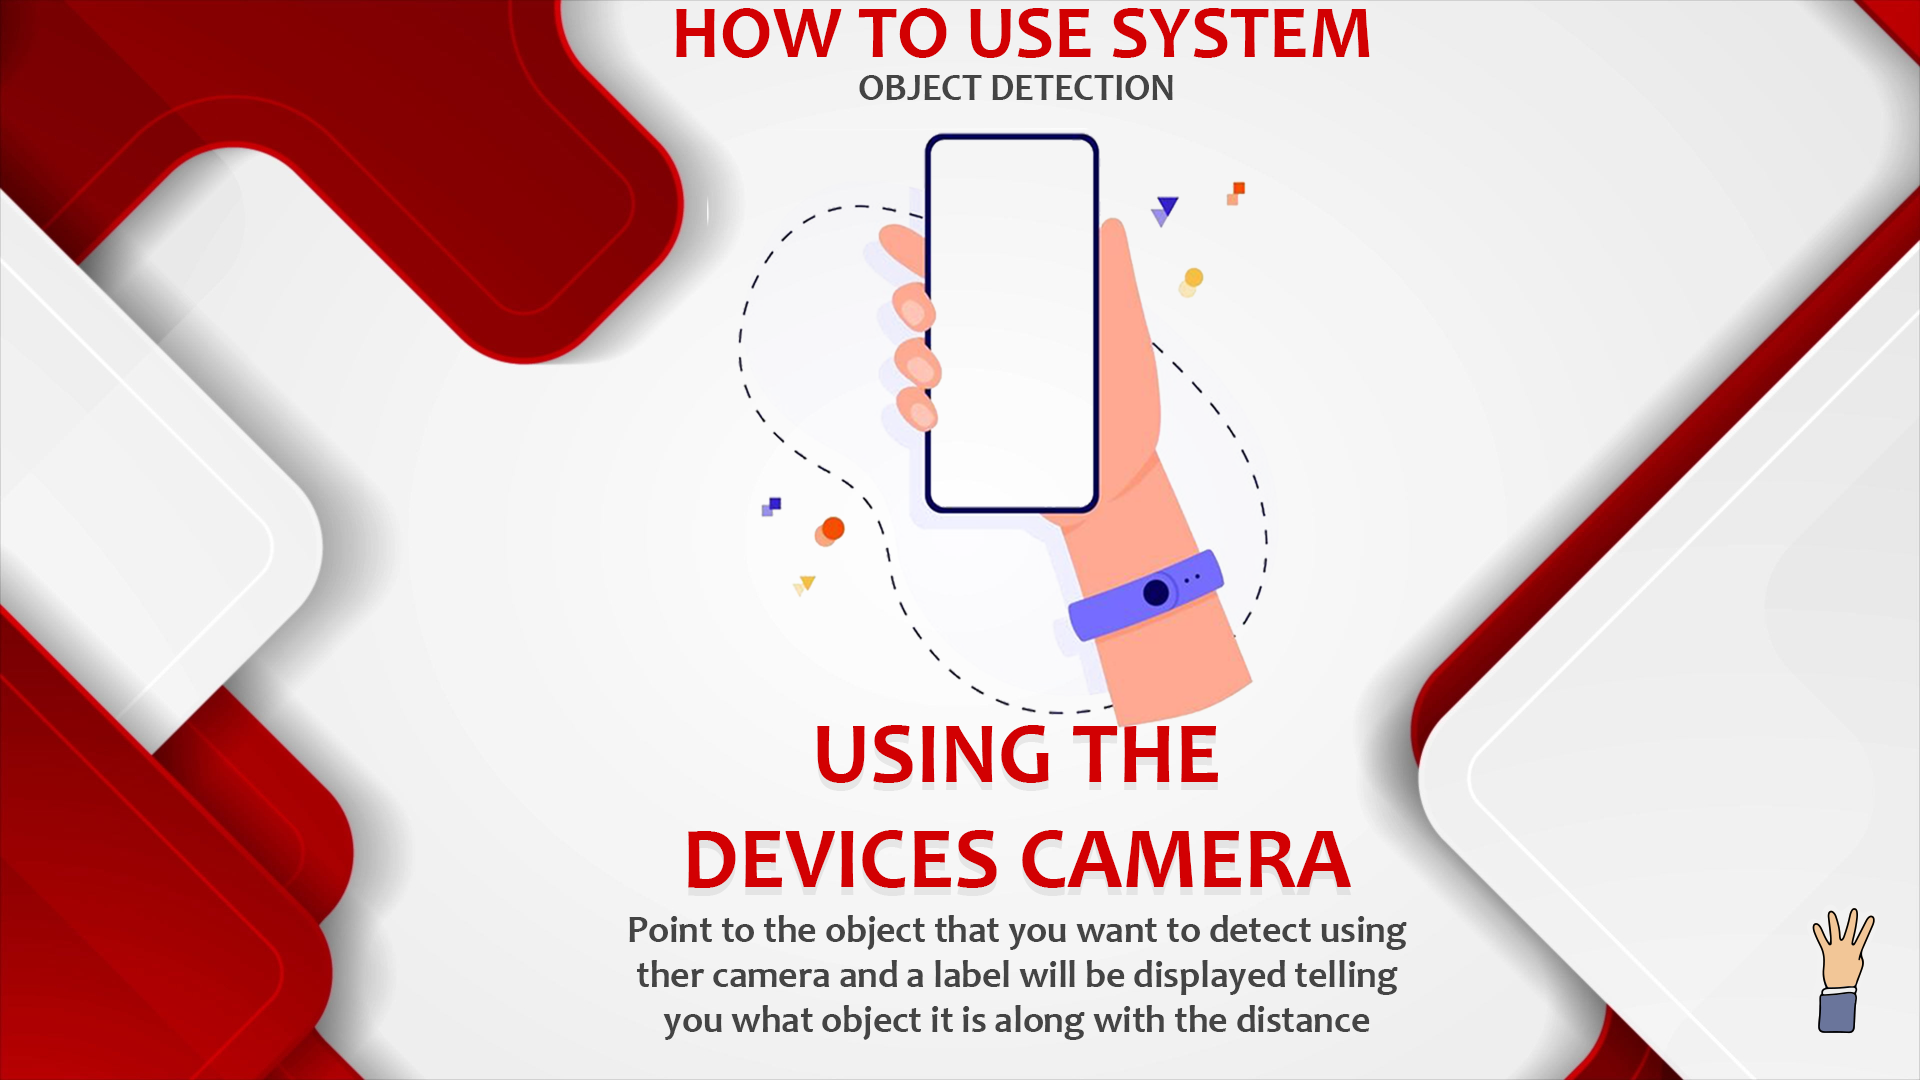 HOW TO USE SYSTEM
OBJECT DETECTION
USING THE
DEVICES CAMERA
Point to the object that you want to detect using
ther camera and a label will be displayed telling
you what object it is along with the distance